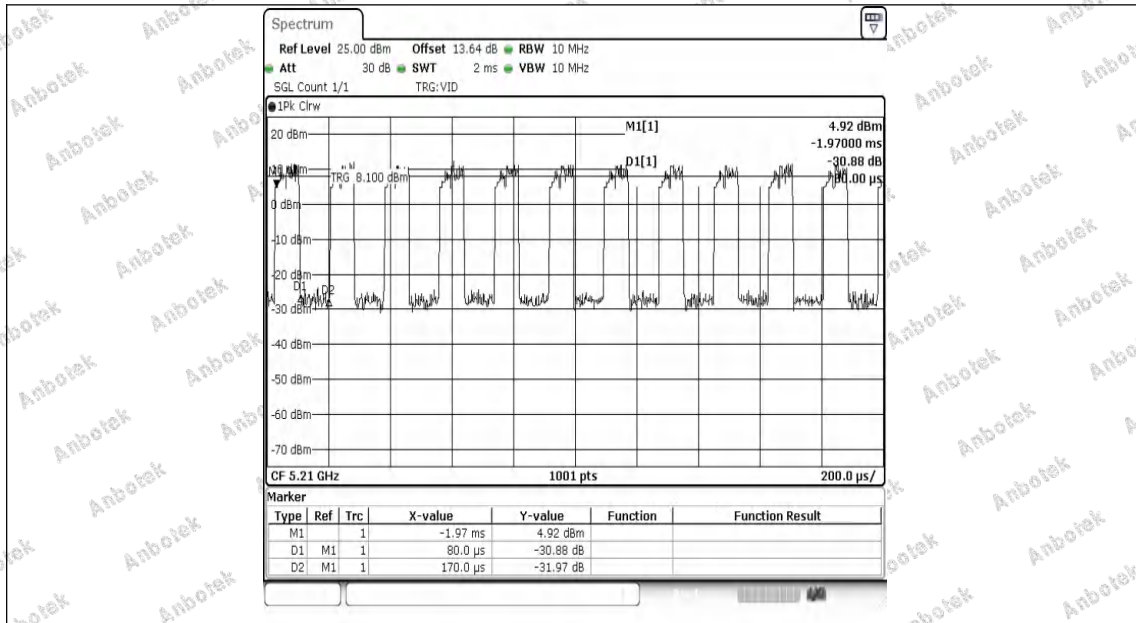 Spectrum
Ref Level 25.00 dBm Offset 13.64 dB RBW 10 MHz
Att 30 dB SWT 2 ms VBW 10 MHz
SGL Count 1/1 TRG:VID
1Pk Clrw
M1[1] 4.92 dBm
-1.97000 ms
D1[1] -30.88 dB
20 dBm
TRG 8.100 dBm
0 dBm
-10 dBm
-20 dBm
D1 D2
-30 dBm
-40 dBm
-50 dBm
-60 dBm
-70 dBm
CF 5.21 GHz 1001 pts 200.0 µs/
Marker
Type Ref Trc X-value Y-value Function Function Result
M1 1 -1.97 ms 4.92 dBm
D1 M1 1 80.0 µs -30.88 dB
D2 M1 1 170.0 µs -31.97 dB
Anbotek